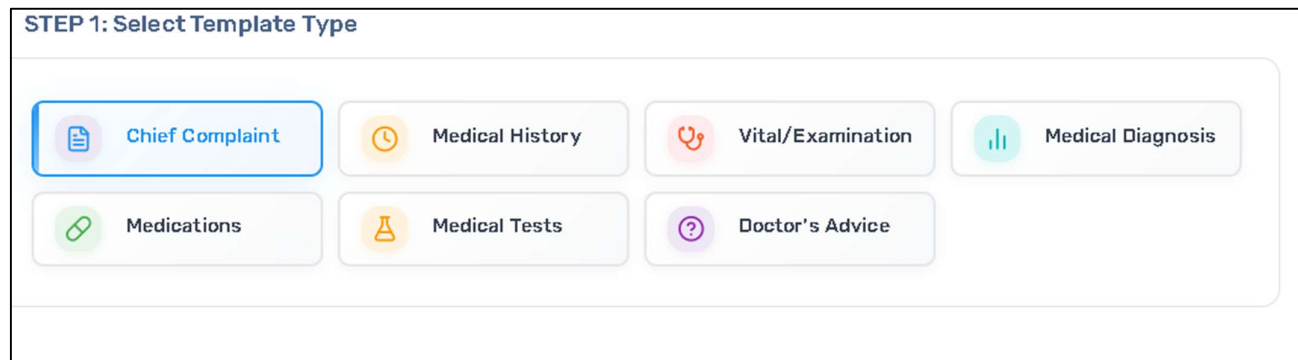 STEP 1: Select Template Type
Chief Complaint
Medical History
Vital/Examination
Medical Diagnosis
Medications
Medical Tests
Doctor's Advice